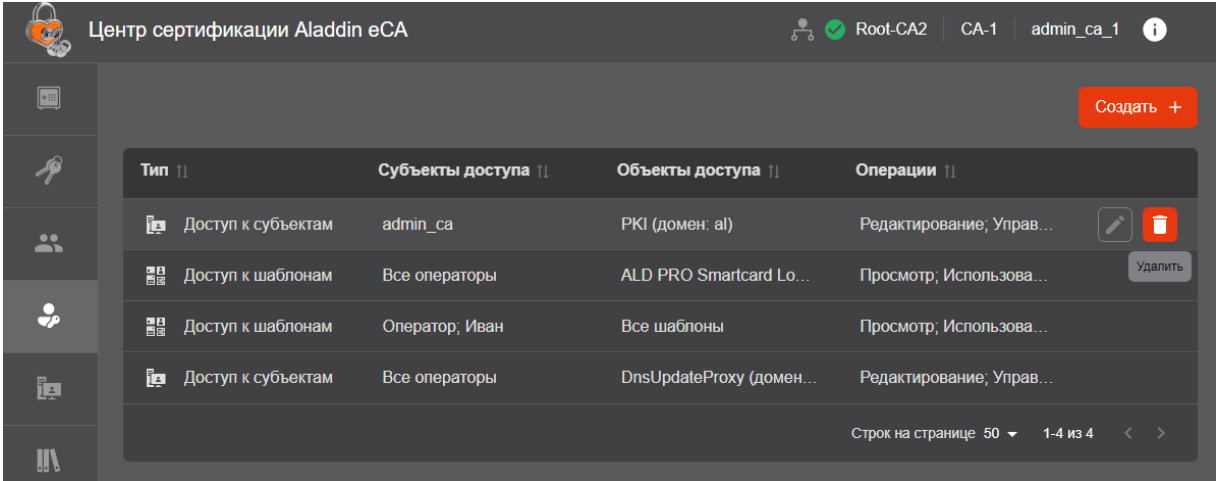 Центр сертификации Aladdin eCA Root-CA2 CA-1 admin_ca_1
Создать +
Тип Субъекты доступа Объекты доступа Операции
Доступ к субъектам admin_ca PKI (домен: al) Редактирование; Управ...
Удалить
Доступ к шаблонам Все операторы ALD PRO Smartcard Lo... Просмотр; Использова...
Доступ к шаблонам Оператор; Иван Все шаблоны Просмотр; Использова...
Доступ к субъектам Все операторы DnsUpdateProxy (домен... Редактирование; Управ...
Строк на странице 50 1-4 из 4